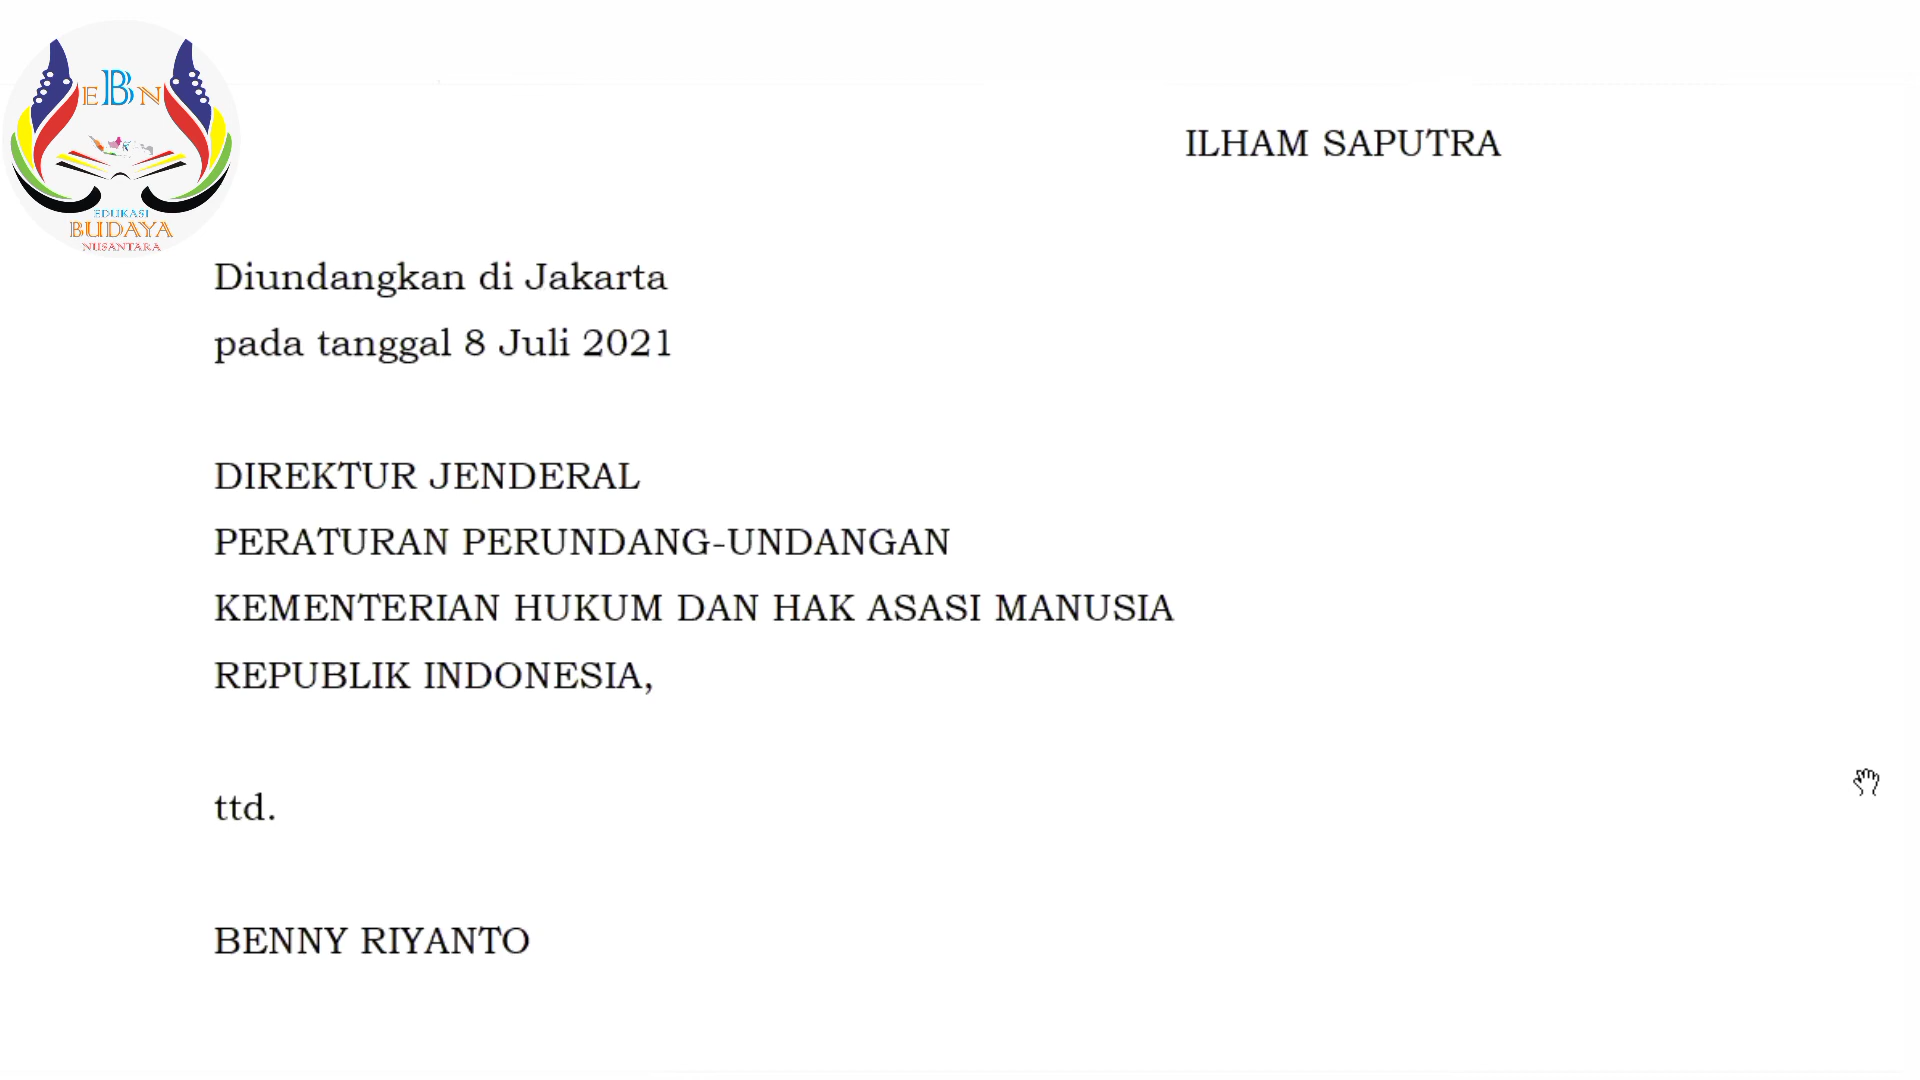 EBN
EDUKASI
BUDAYA
NUSANTARA
ILHAM SAPUTRA
Diundangkan di Jakarta
pada tanggal 8 Juli 2021
DIREKTUR JENDERAL
PERATURAN PERUNDANG-UNDANGAN
KEMENTERIAN HUKUM DAN HAK ASASI MANUSIA
REPUBLIK INDONESIA,
ttd.
BENNY RIYANTO